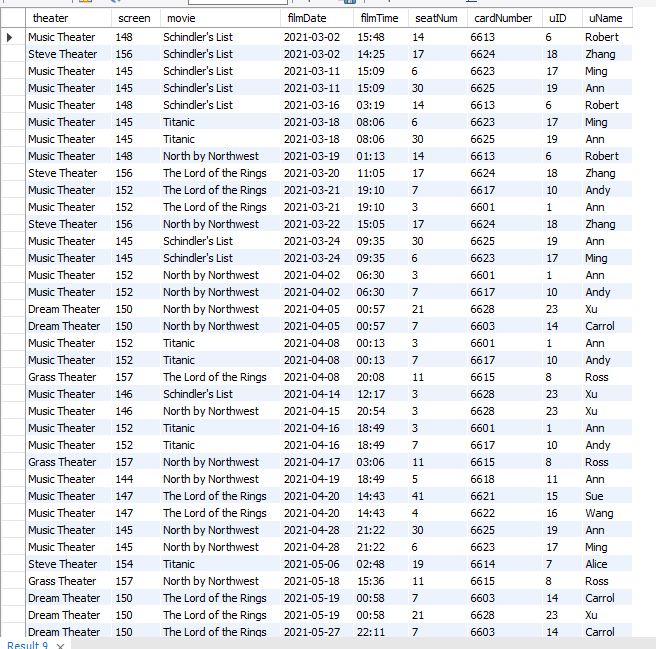 theater screen movie filmDate filmTime seatNum cardNumber uID uName
Music Theater 148 Schindler's List 2021-03-02 15:48 14 6613 6 Robert
Steve Theater 156 Schindler's List 2021-03-02 14:25 17 6624 18 Zhang
Music Theater 145 Schindler's List 2021-03-11 15:09 6 6623 17 Ming
Music Theater 145 Schindler's List 2021-03-11 15:09 30 6625 19 Ann
Music Theater 148 Schindler's List 2021-03-16 03:19 14 6613 6 Robert
Music Theater 145 Titanic 2021-03-18 08:06 6 6623 17 Ming
Music Theater 145 Titanic 2021-03-18 08:06 30 6625 19 Ann
Music Theater 148 North by Northwest 2021-03-19 01:13 14 6613 6 Robert
Steve Theater 156 The Lord of the Rings 2021-03-20 11:05 17 6624 18 Zhang
Music Theater 152 The Lord of the Rings 2021-03-21 19:10 7 6617 10 Andy
Music Theater 152 The Lord of the Rings 2021-03-21 19:10 3 6601 1 Ann
Steve Theater 156 North by Northwest 2021-03-22 15:05 17 6624 18 Zhang
Music Theater 145 Schindler's List 2021-03-24 09:35 30 6625 19 Ann
Music Theater 145 Schindler's List 2021-03-24 09:35 6 6623 17 Ming
Music Theater 152 North by Northwest 2021-04-02 06:30 3 6601 1 Ann
Music Theater 152 North by Northwest 2021-04-02 06:30 7 6617 10 Andy
Dream Theater 150 North by Northwest 2021-04-05 00:57 21 6628 23 Xu
Dream Theater 150 North by Northwest 2021-04-05 00:57 7 6603 14 Carrol
Music Theater 152 Titanic 2021-04-08 00:13 3 6601 1 Ann
Music Theater 152 Titanic 2021-04-08 00:13 7 6617 10 Andy
Grass Theater 157 The Lord of the Rings 2021-04-08 20:08 11 6615 8 Ross
Music Theater 146 Schindler's List 2021-04-14 12:17 3 6628 23 Xu
Music Theater 146 North by Northwest 2021-04-15 20:54 3 6628 23 Xu
Music Theater 152 Titanic 2021-04-16 18:49 3 6601 1 Ann
Music Theater 152 Titanic 2021-04-16 18:49 7 6617 10 Andy
Grass Theater 157 North by Northwest 2021-04-17 03:06 11 6615 8 Ross
Music Theater 144 North by Northwest 2021-04-19 18:49 5 6618 11 Ann
Music Theater 147 The Lord of the Rings 2021-04-20 14:43 41 6621 15 Sue
Music Theater 147 The Lord of the Rings 2021-04-20 14:43 4 6622 16 Wang
Music Theater 145 North by Northwest 2021-04-28 21:22 30 6625 19 Ann
Music Theater 145 North by Northwest 2021-04-28 21:22 6 6623 17 Ming
Steve Theater 154 Titanic 2021-05-06 02:48 19 6614 7 Alice
Grass Theater 157 North by Northwest 2021-05-18 15:36 11 6615 8 Ross
Dream Theater 150 The Lord of the Rings 2021-05-19 00:58 7 6603 14 Carrol
Dream Theater 150 The Lord of the Rings 2021-05-19 00:58 21 6628 23 Xu
Dream Theater 150 The Lord of the Rings 2021-05-27 22:11 7 6603 14 Carrol
Result 9